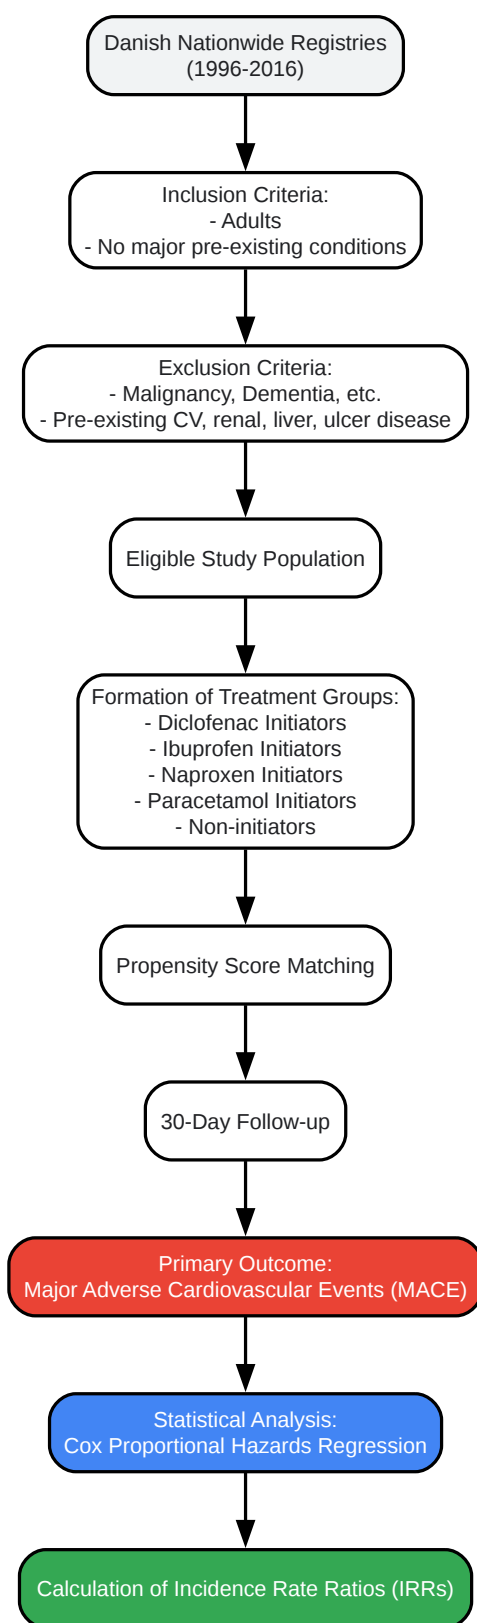 Danish Nationwide Registries
(1996-2016)
Inclusion Criteria:
- Adults
- No major pre-existing conditions
Exclusion Criteria:
- Malignancy, Dementia, etc.
- Pre-existing CV, renal, liver, ulcer disease
Eligible Study Population
Formation of Treatment Groups:
- Diclofenac Initiators
- Ibuprofen Initiators
- Naproxen Initiators
- Paracetamol Initiators
- Non-initiators
Propensity Score Matching
30-Day Follow-up
Primary Outcome:
Major Adverse Cardiovascular Events (MACE)
Statistical Analysis:
Cox Proportional Hazards Regression
Calculation of Incidence Rate Ratios (IRRs)